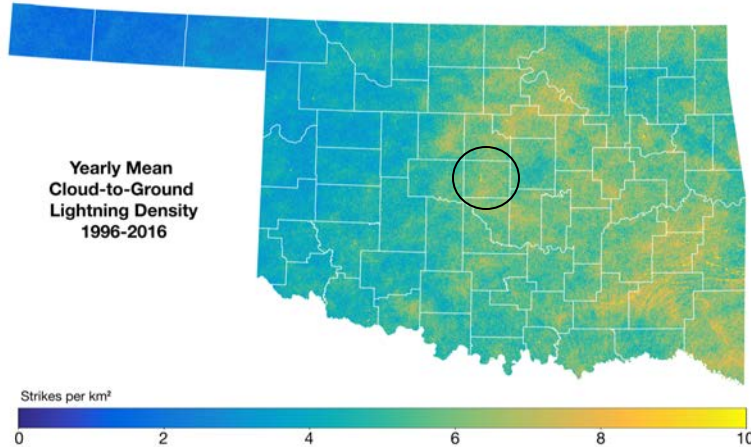 Yearly Mean
Cloud-to-Ground
Lightning Density
1996-2016
Strikes per km²
0 2 4 6 8 10